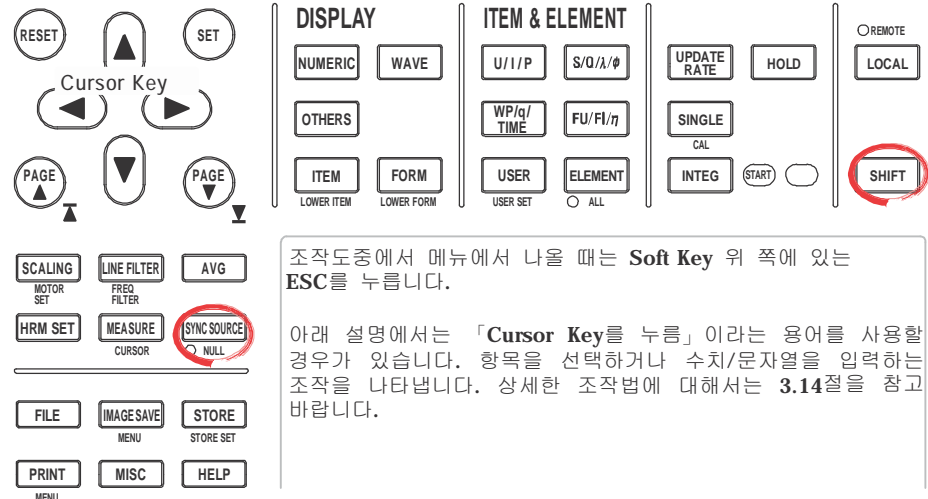 RESET
SET
Cursor Key
PAGE
PAGE
DISPLAY
NUMERIC
WAVE
OTHERS
ITEM
FORM
LOWER ITEM
LOWER FORM
ITEM & ELEMENT
U/I/P
S/Q/λ/ϕ
WP/q/
TIME
FU/FI/η
USER
ELEMENT
USER SET
ALL
UPDATE
RATE
HOLD
SINGLE
CAL
INTEG
START
REMOTE
LOCAL
SHIFT
SCALING
LINE FILTER
AVG
MOTOR
SET
FREQ
FILTER
HRM SET
MEASURE
SYNC SOURCE
CURSOR
NULL
FILE
IMAGE SAVE
STORE
MENU
STORE SET
PRINT
MISC
HELP
MENU
조작도중에서 메뉴에서 나올 때는 Soft Key 위 쪽에 있는
ESC를 누릅니다.
아래 설명에서는 「Cursor Key를 누름」이라는 용어를 사용할
경우가 있습니다. 항목을 선택하거나 수치/문자열을 입력하는
조작을 나타냅니다. 상세한 조작법에 대해서는 3.14절을 참고
바랍니다.